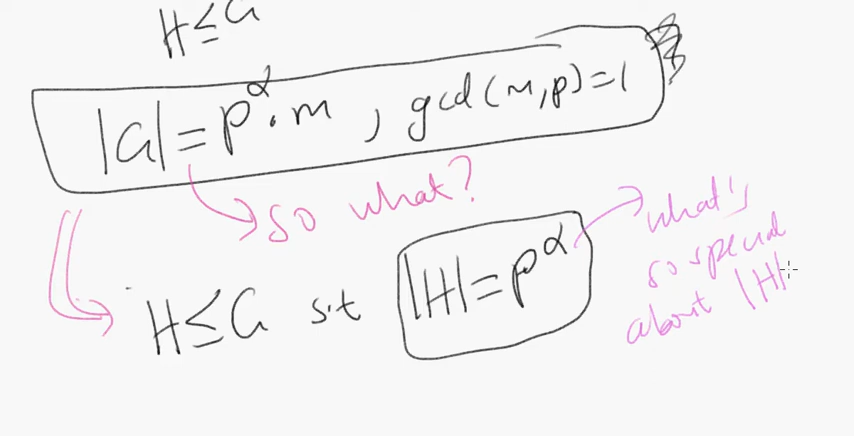 H ≤ G
|G| = p^α · m , gcd(m,p) = 1
so what?
what's
so special
about |H|
H ≤ G s.t |H| = p^α